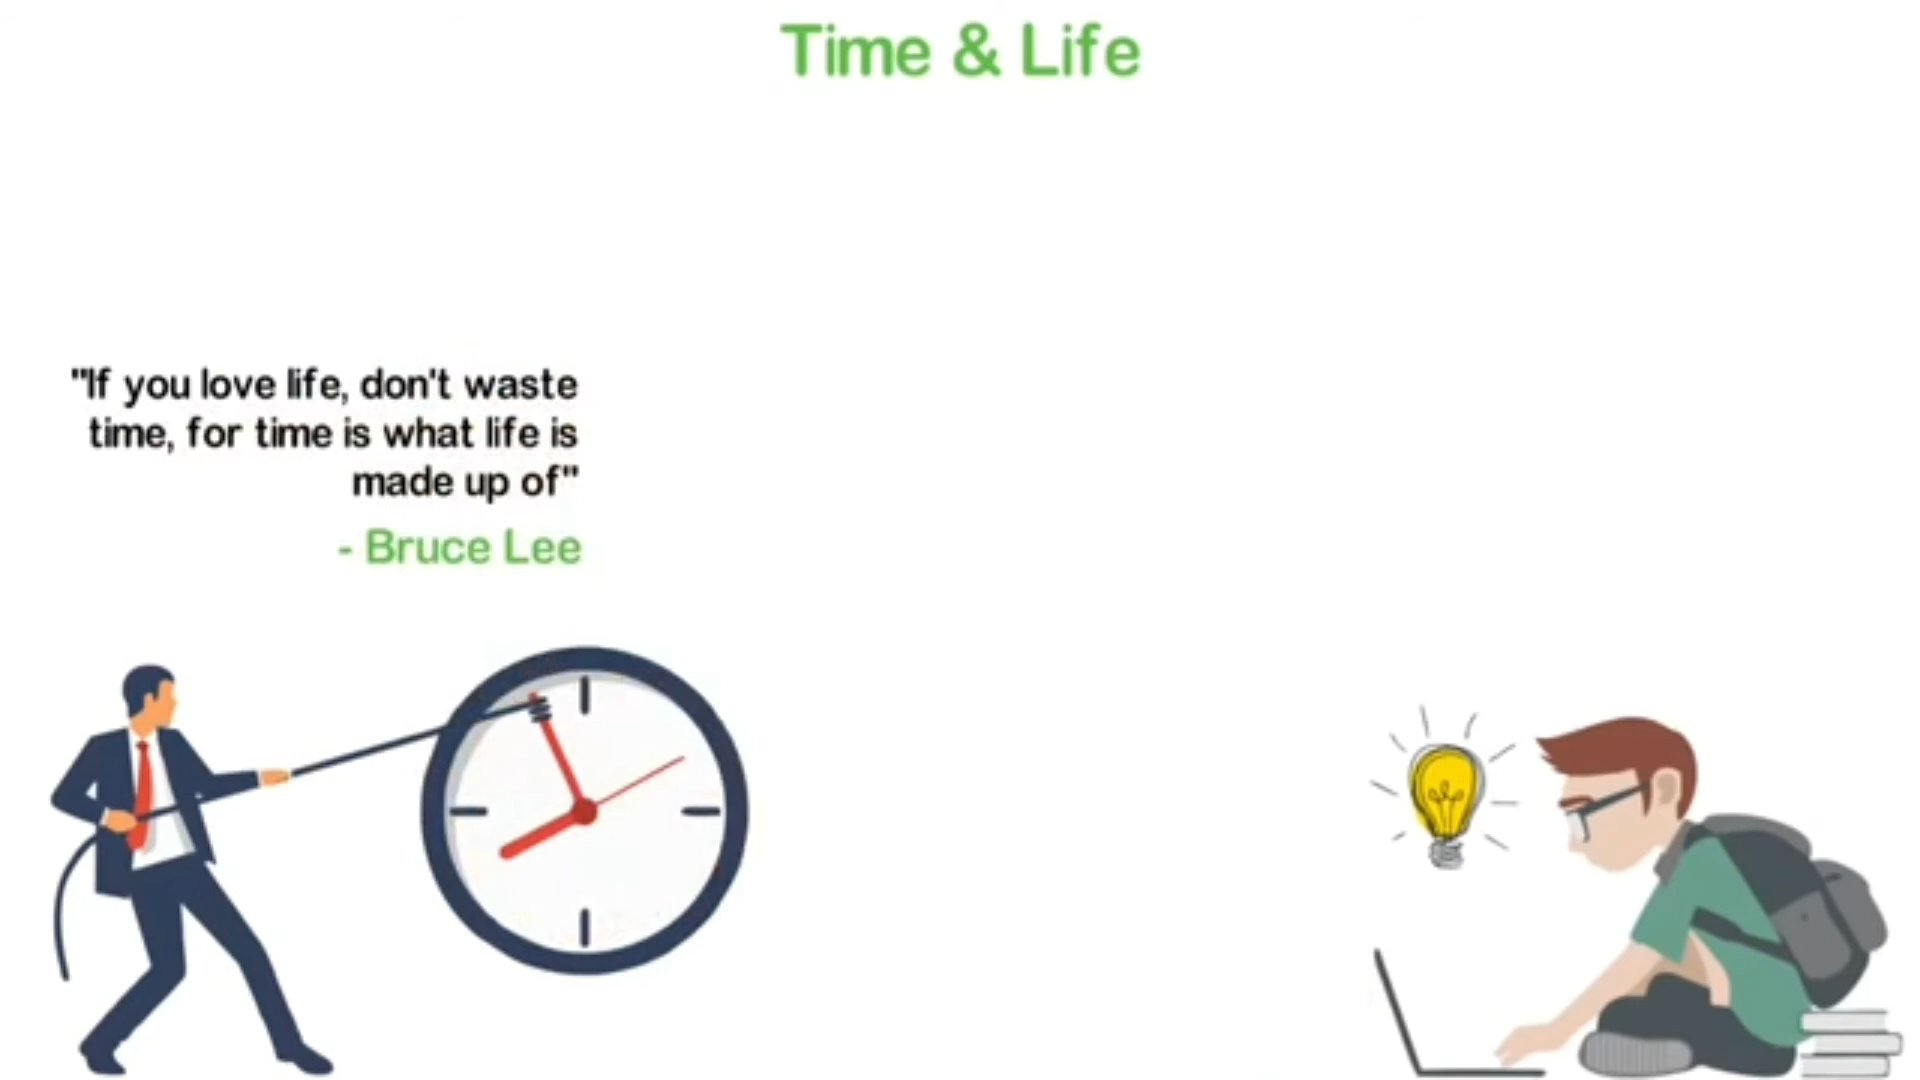 Time & Life
"If you love life, don't waste
time, for time is what life is
made up of"
- Bruce Lee